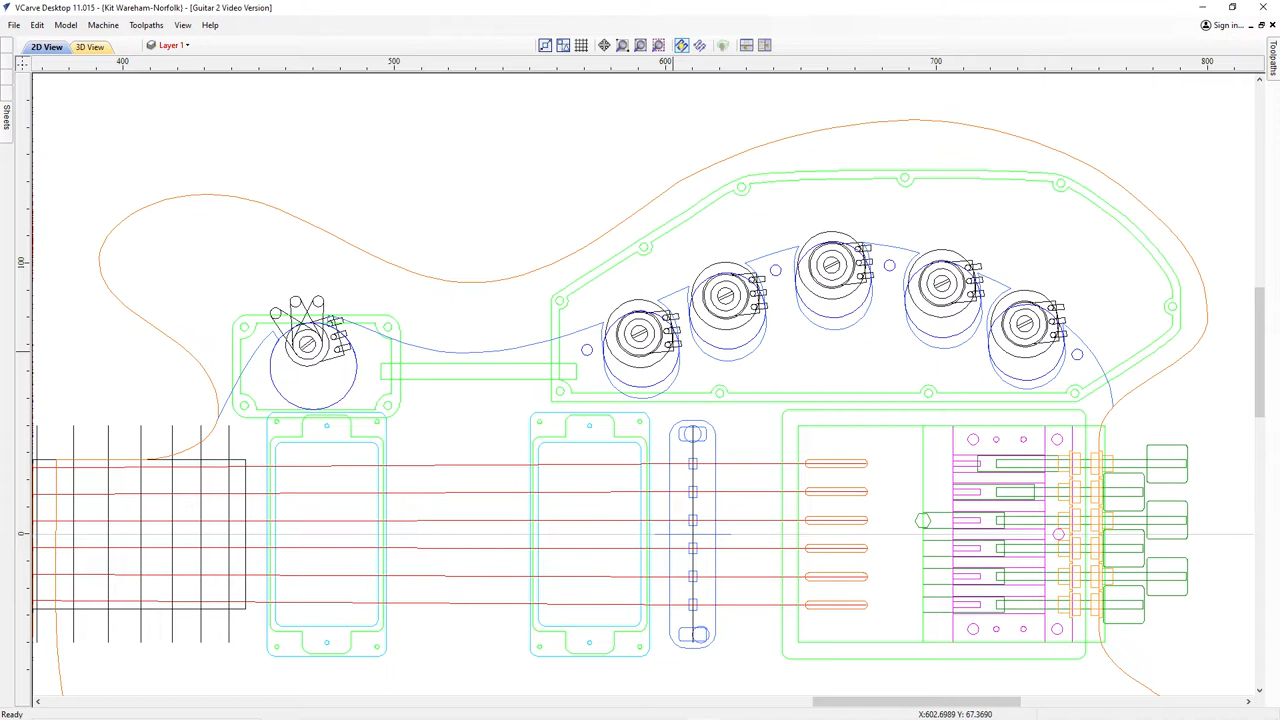 VCarve Desktop 11.015 - {Kit Wareham-Norfolk} - [Guitar 2 Video Version]
File Edit Model Machine Toolpaths View Help
Sign in...
2D View 3D View Layer 1
400 500 600 700 800
100
0
Sheets
Toolpaths
Ready X:602.6989 Y: 67.3690